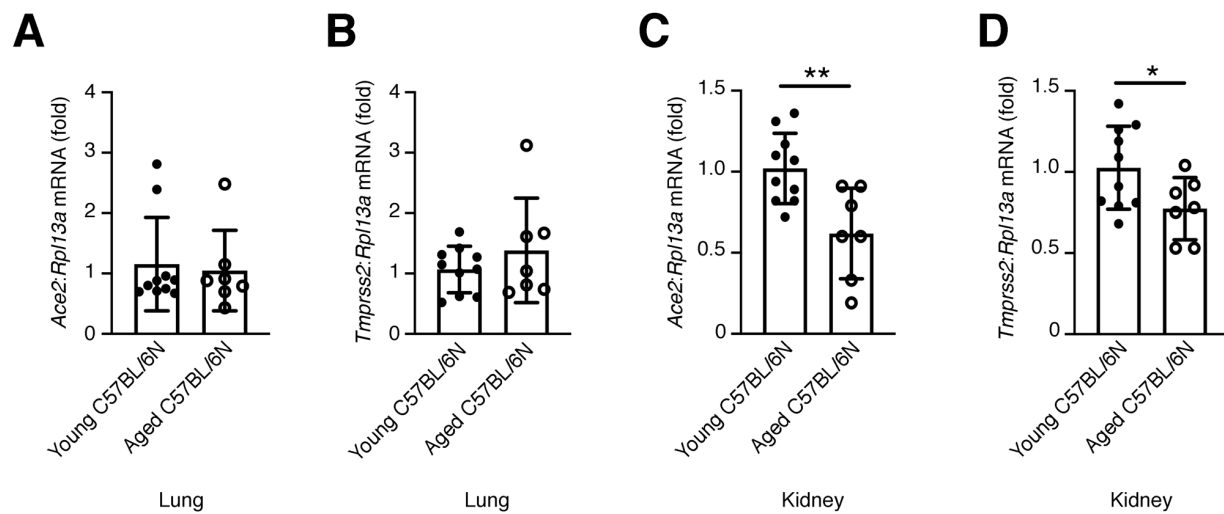 A
Ace2:Rpl13a mRNA (fold)
4
3
2
1
0
Young C57BL/6N
Aged C57BL/6N
Lung
B
Tmprss2:Rpl13a mRNA (fold)
4
3
2
1
0
Young C57BL/6N
Aged C57BL/6N
Lung
C
Ace2:Rpl13a mRNA (fold)
1.5
1.0
0.5
0
**
Young C57BL/6N
Aged C57BL/6N
Kidney
D
Tmprss2:Rpl13a mRNA (fold)
1.5
1.0
0.5
0
*
Young C57BL/6N
Aged C57BL/6N
Kidney